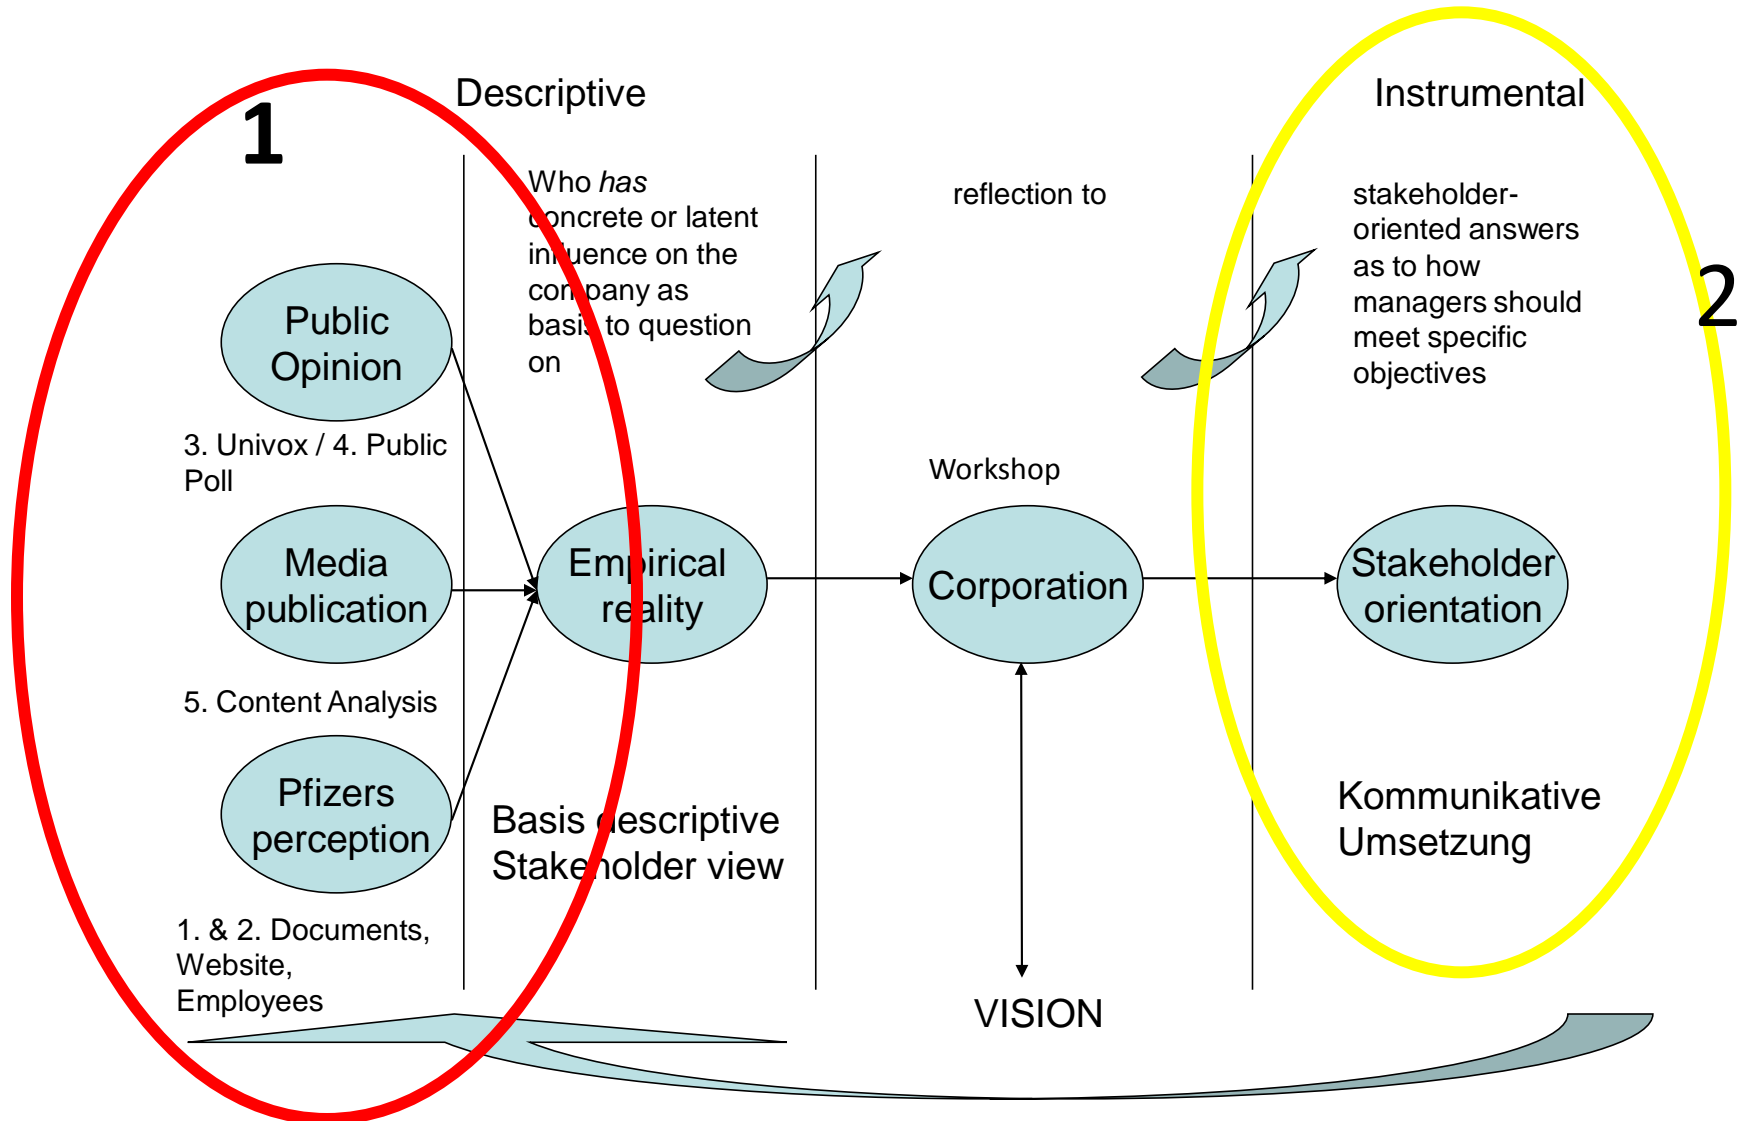 1
Descriptive
Instrumental
Who has
concrete or latent
influence on the
company as
basis to question
on
reflection to
stakeholder-
oriented answers
as to how
managers should
meet specific
objectives
2
Public
Opinion
3. Univox / 4. Public
Poll
Workshop
Media
publication
Empirical
reality
Corporation
Stakeholder
orientation
5. Content Analysis
Pfizers
perception
Basis descriptive
Stakeholder view
Kommunikative
Umsetzung
1. & 2. Documents,
Website,
Employees
VISION